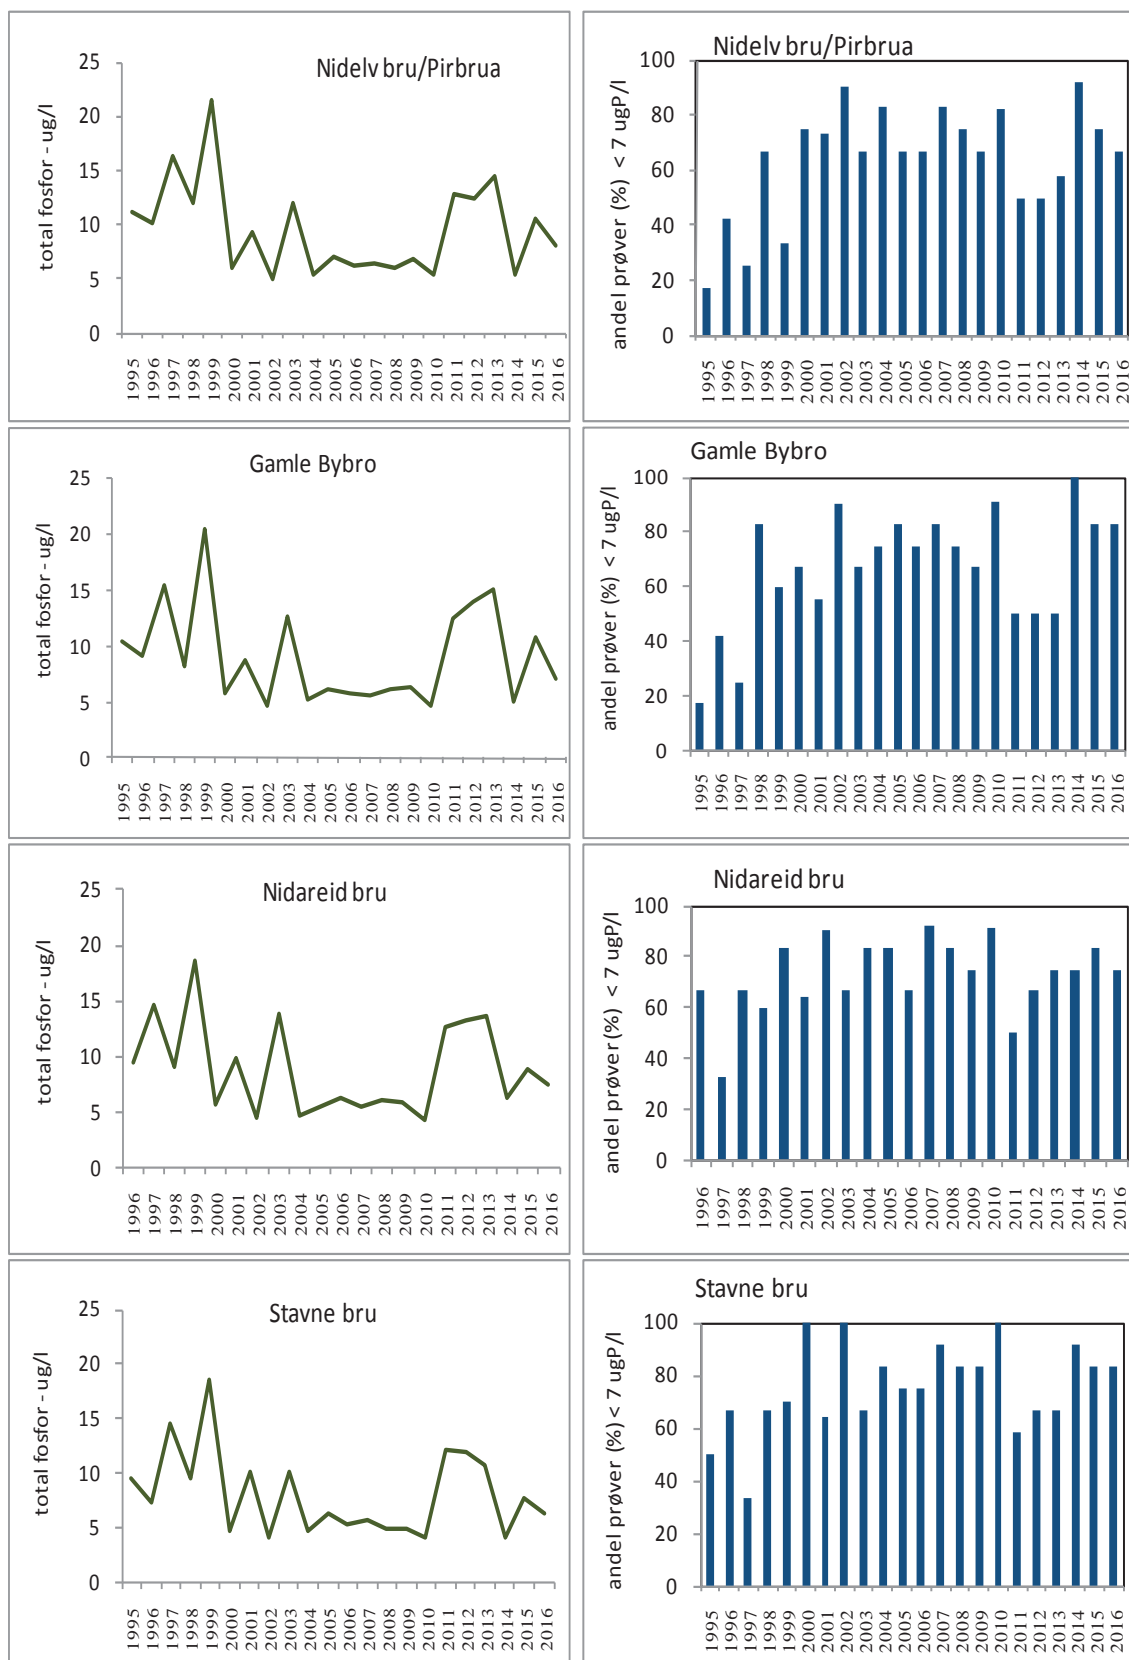 Nidelv bru/Pirbrua
total fosfor - ug/l
25
20
15
10
5
0
1995 1996 1997 1998 1999 2000 2001 2002 2003 2004 2005 2006 2007 2008 2009 2010 2011 2012 2013 2014 2015 2016
Nidelv bru/Pirbrua
andel prøver (%) < 7 ugP/l
100
80
60
40
20
0
1995 1996 1997 1998 1999 2000 2001 2002 2003 2004 2005 2006 2007 2008 2009 2010 2011 2012 2013 2014 2015 2016
Gamle Bybro
total fosfor - ug/l
25
20
15
10
5
0
1995 1996 1997 1998 1999 2000 2001 2002 2003 2004 2005 2006 2007 2008 2009 2010 2011 2012 2013 2014 2015 2016
Gamle Bybro
andel prøver (%) < 7 ugP/l
100
80
60
40
20
0
1995 1996 1997 1998 1999 2000 2001 2002 2003 2004 2005 2006 2007 2008 2009 2010 2011 2012 2013 2014 2015 2016
Nidareid bru
total fosfor - ug/l
25
20
15
10
5
0
1996 1997 1998 1999 2000 2001 2002 2003 2004 2005 2006 2007 2008 2009 2010 2011 2012 2013 2014 2015 2016
Nidareid bru
andel prøver (%) < 7 ugP/l
100
80
60
40
20
0
1996 1997 1998 1999 2000 2001 2002 2003 2004 2005 2006 2007 2008 2009 2010 2011 2012 2013 2014 2015 2016
Stavne bru
total fosfor - ug/l
25
20
15
10
5
0
1995 1996 1997 1998 1999 2000 2001 2002 2003 2004 2005 2006 2007 2008 2009 2010 2011 2012 2013 2014 2015 2016
Stavne bru
andel prøver (%) < 7 ugP/l
100
80
60
40
20
0
1995 1996 1997 1998 1999 2000 2001 2002 2003 2004 2005 2006 2007 2008 2009 2010 2011 2012 2013 2014 2015 2016